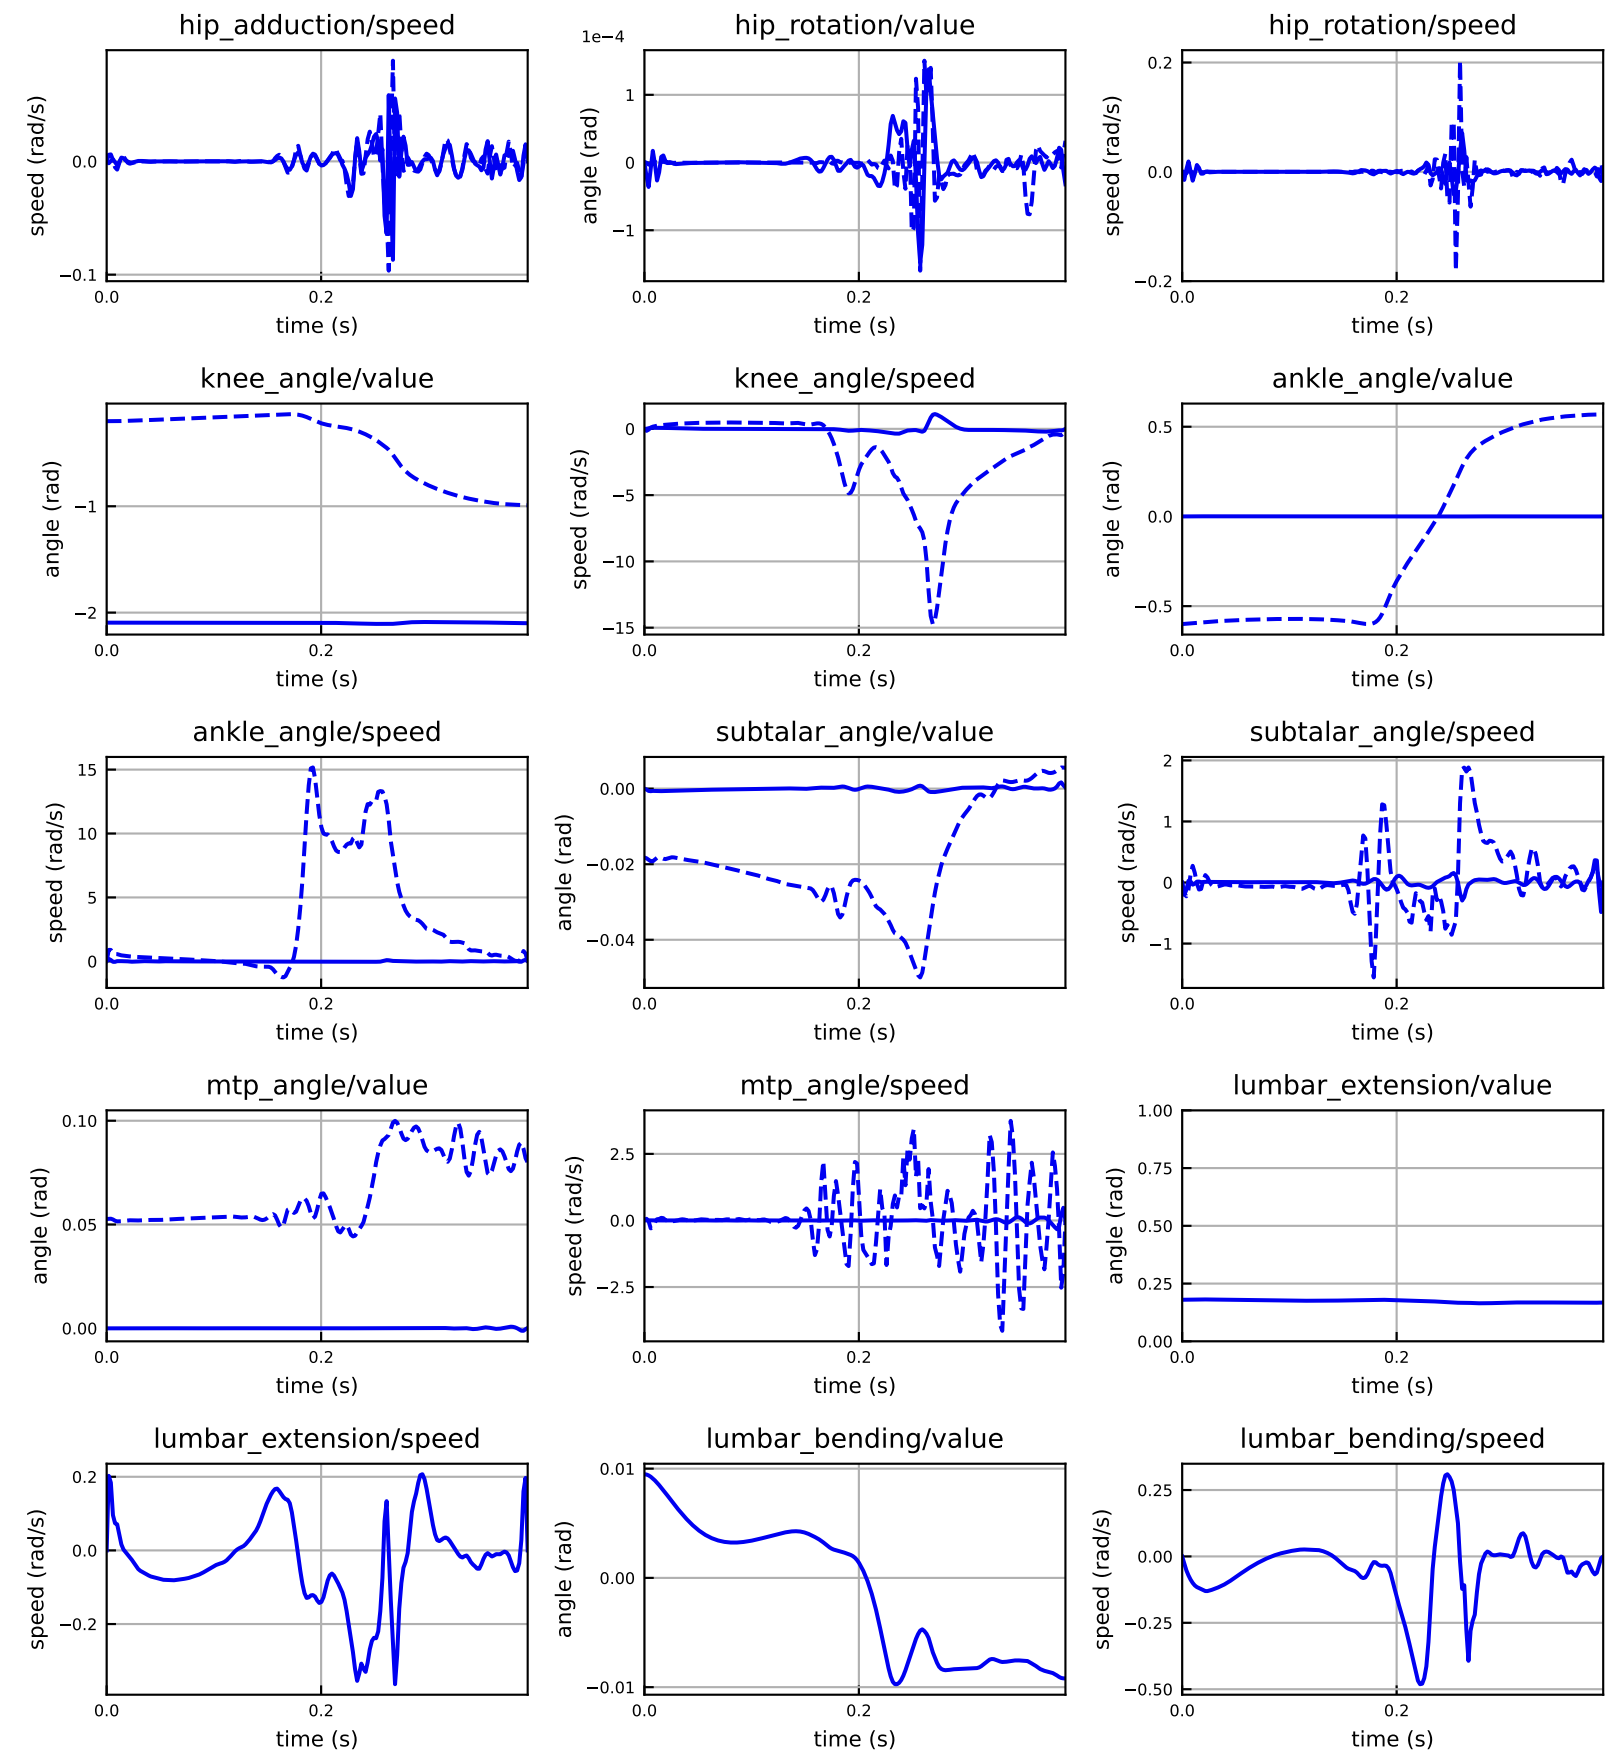 hip_adduction/speed
speed (rad/s)
0.0
−0.1
0.0
0.2
time (s)
hip_rotation/value
1e−4
angle (rad)
1
0
−1
0.0
0.2
time (s)
hip_rotation/speed
speed (rad/s)
0.2
0.0
−0.2
0.0
0.2
time (s)
knee_angle/value
angle (rad)
−1
−2
0.0
0.2
time (s)
knee_angle/speed
speed (rad/s)
0
−5
−10
−15
0.0
0.2
time (s)
ankle_angle/value
angle (rad)
0.5
0.0
−0.5
0.0
0.2
time (s)
ankle_angle/speed
speed (rad/s)
15
10
5
0
0.0
0.2
time (s)
subtalar_angle/value
angle (rad)
0.00
−0.02
−0.04
0.0
0.2
time (s)
subtalar_angle/speed
speed (rad/s)
2
1
0
−1
0.0
0.2
time (s)
mtp_angle/value
angle (rad)
0.10
0.05
0.00
0.0
0.2
time (s)
mtp_angle/speed
speed (rad/s)
2.5
0.0
−2.5
0.0
0.2
time (s)
lumbar_extension/value
angle (rad)
1.00
0.75
0.50
0.25
0.00
0.0
0.2
time (s)
lumbar_extension/speed
speed (rad/s)
0.2
0.0
−0.2
0.0
0.2
time (s)
lumbar_bending/value
angle (rad)
0.01
0.00
−0.01
0.0
0.2
time (s)
lumbar_bending/speed
speed (rad/s)
0.25
0.00
−0.25
−0.50
0.0
0.2
time (s)